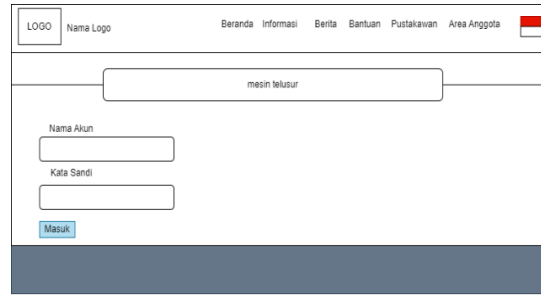 LOGO Nama Logo Beranda Informasi Berita Bantuan Pustakawan Area Anggota
mesin telusur
Nama Akun
Kata Sandi
Masuk